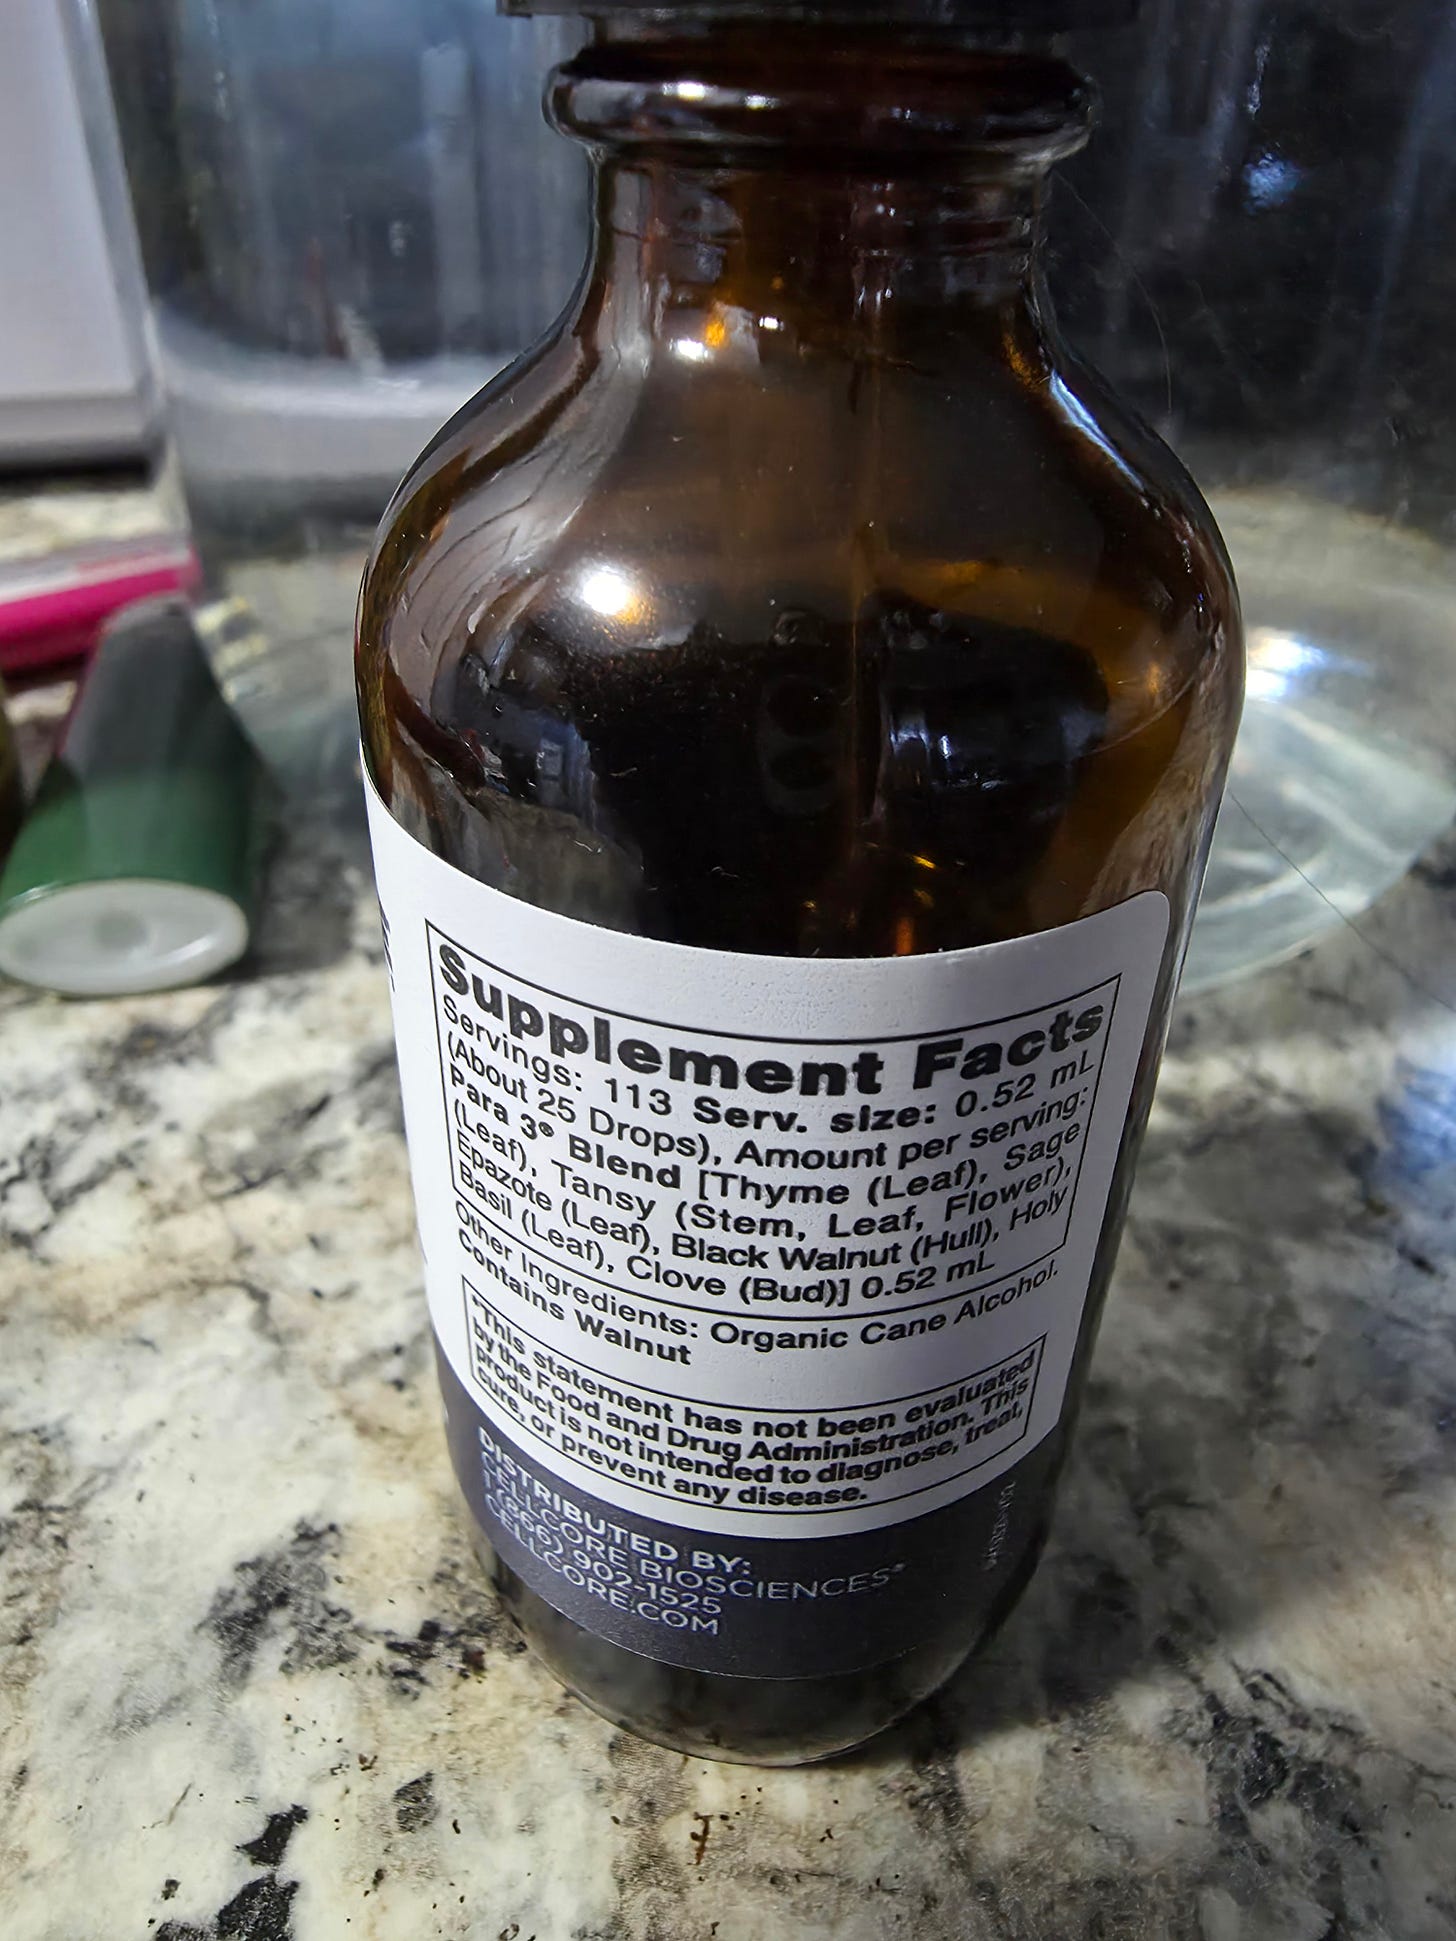 Supplement Facts
Servings: 113 Serv. size: 0.52 mL
(About 25 Drops), Amount per serving:
Para 3® Blend [Thyme (Leaf), Sage
(Leaf), Tansy (Stem, Leaf, Flower),
Epazote (Leaf), Black Walnut (Hull), Holy
Basil (Leaf), Clove (Bud)] 0.52 mL
Other Ingredients: Organic Cane Alcohol.
Contains Walnut
*This statement has not been evaluated
by the Food and Drug Administration. This
product is not intended to diagnose, treat,
cure, or prevent any disease.
DISTRIBUTED BY:
CELLCORE BIOSCIENCES®
1 (866) 902-1525
CELLCORE.COM